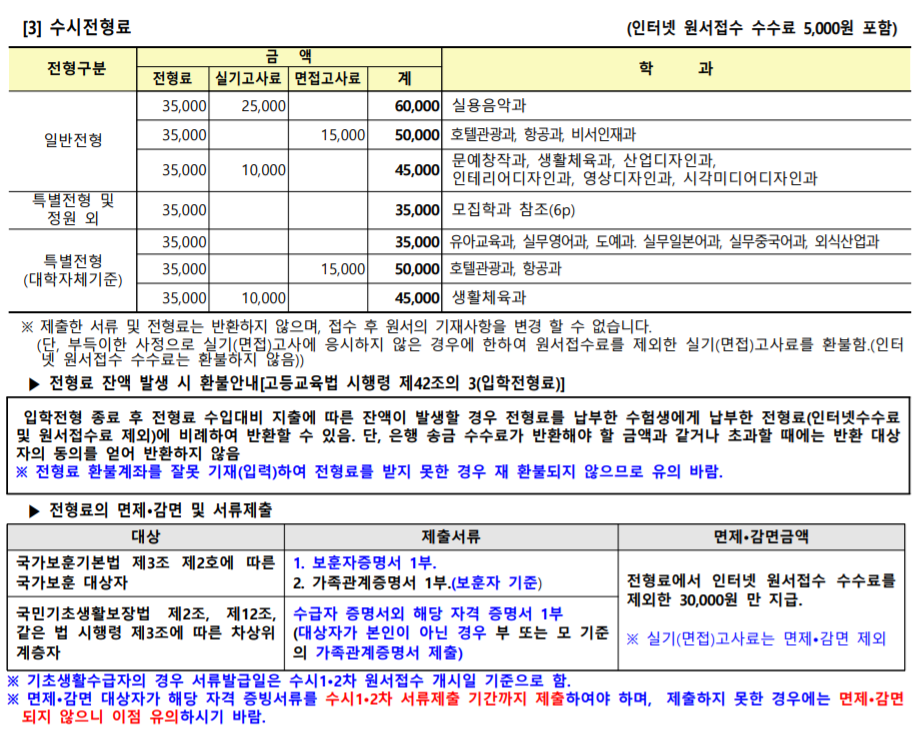 [3] 수시전형료 (인터넷 원서접수 수수료 5,000원 포함)
전형구분 금 액 학 과
전형료 실기고사료 면접고사료 계
일반전형 35,000 25,000 60,000 실용음악과
35,000 15,000 50,000 호텔관광과, 항공과, 비서인재과
35,000 10,000 45,000 문예창작과, 생활체육과, 산업디자인과,
인테리어디자인과, 영상디자인과, 시각미디어디자인과
특별전형 및
정원 외 35,000 35,000 모집학과 참조(6p)
특별전형
(대학자체기준) 35,000 35,000 유아교육과, 실무영어과, 도예과. 실무일본어과, 실무중국어과, 외식산업과
35,000 15,000 50,000 호텔관광과, 항공과
35,000 10,000 45,000 생활체육과
※ 제출한 서류 및 전형료는 반환하지 않으며, 접수 후 원서의 기재사항을 변경 할 수 없습니다.
(단, 부득이한 사정으로 실기(면접)고사에 응시하지 않은 경우에 한하여 원서접수료를 제외한 실기(면접)고사료를 환불함.(인터
넷 원서접수 수수료는 환불하지 않음))
▶ 전형료 잔액 발생 시 환불안내[고등교육법 시행령 제42조의 3(입학전형료)]
입학전형 종료 후 전형료 수입대비 지출에 따른 잔액이 발생할 경우 전형료를 납부한 수험생에게 납부한 전형료(인터넷수수료
및 원서접수료 제외)에 비례하여 반환할 수 있음. 단, 은행 송금 수수료가 반환해야 할 금액과 같거나 초과할 때에는 반환 대상
자의 동의를 얻어 반환하지 않음
※ 전형료 환불계좌를 잘못 기재(입력)하여 전형료를 받지 못한 경우 재 환불되지 않으므로 유의 바람.
▶ 전형료의 면제•감면 및 서류제출
대상 제출서류 면제•감면금액
국가보훈기본법 제3조 제2호에 따른
국가보훈 대상자
1. 보훈자증명서 1부.
2. 가족관계증명서 1부.(보훈자 기준)
국민기초생활보장법 제2조, 제12조,
같은 법 시행령 제3조에 따른 차상위
계층자
수급자 증명서외 해당 자격 증명서 1부
(대상자가 본인이 아닌 경우 부 또는 모 기준
의 가족관계증명서 제출)
전형료에서 인터넷 원서접수 수수료를
제외한 30,000원 만 지급.
※ 실기(면접)고사료는 면제•감면 제외
※ 기초생활수급자의 경우 서류발급일은 수시1•2차 원서접수 개시일 기준으로 함.
※ 면제•감면 대상자가 해당 자격 증빙서류를 수시1•2차 서류제출 기간까지 제출하여야 하며, 제출하지 못한 경우에는 면제•감면
되지 않으니 이점 유의하시기 바람.